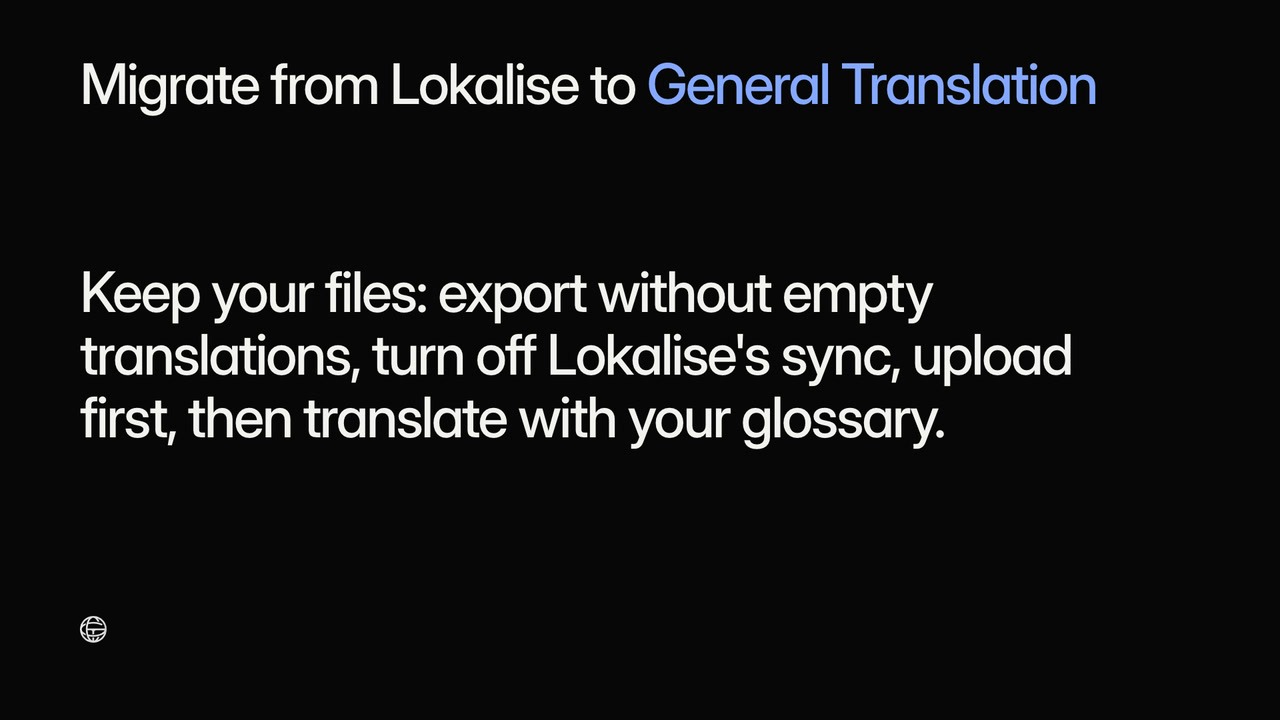 Migrate from Lokalise to General Translation
Keep your files: export without empty
translations, turn off Lokalise's sync, upload
first, then translate with your glossary.